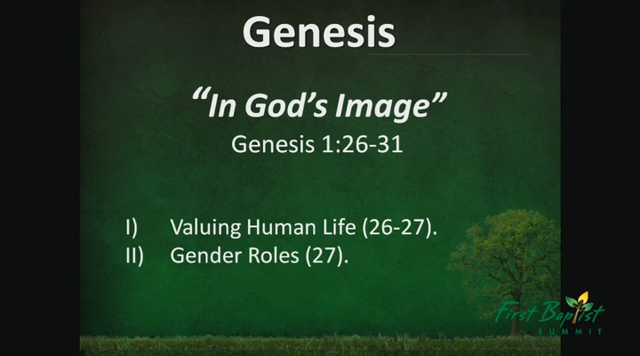 Genesis
“In God’s Image”
Genesis 1:26-31
I) Valuing Human Life (26-27).
II) Gender Roles (27).
First Baptist
SUMMIT